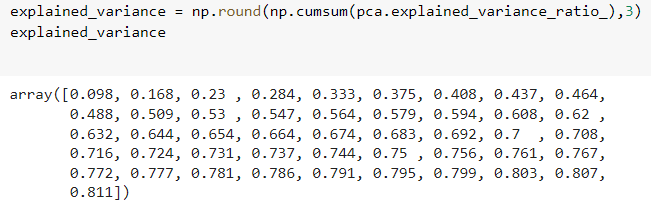 explained_variance = np.round(np.cumsum(pca.explained_variance_ratio_),3)
explained_variance
array([0.098, 0.168, 0.23 , 0.284, 0.333, 0.375, 0.408, 0.437, 0.464,
0.488, 0.509, 0.53 , 0.547, 0.564, 0.579, 0.594, 0.608, 0.62 ,
0.632, 0.644, 0.654, 0.664, 0.674, 0.683, 0.692, 0.7  , 0.708,
0.716, 0.724, 0.731, 0.737, 0.744, 0.75 , 0.756, 0.761, 0.767,
0.772, 0.777, 0.781, 0.786, 0.791, 0.795, 0.799, 0.803, 0.807,
0.811])